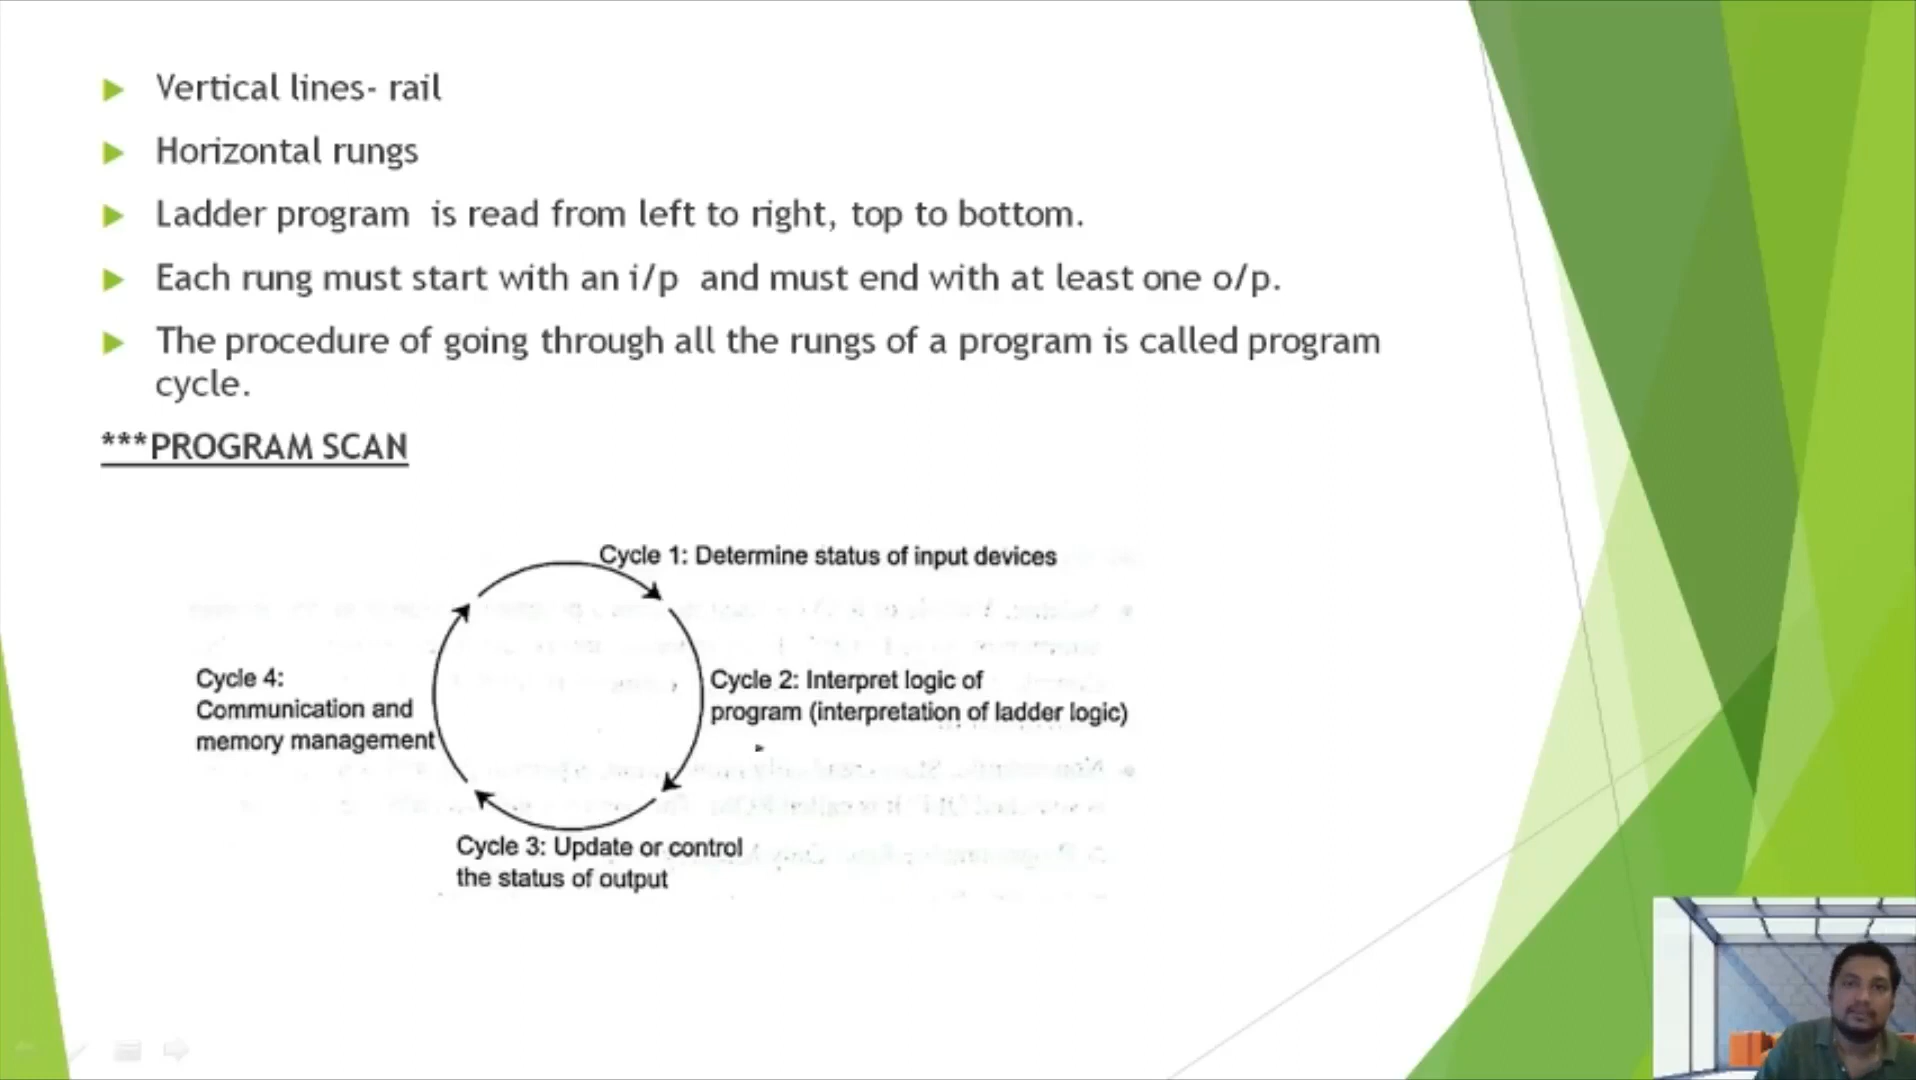 Vertical lines- rail
Horizontal rungs
Ladder program is read from left to right, top to bottom.
Each rung must start with an i/p and must end with at least one o/p.
The procedure of going through all the rungs of a program is called program
cycle.
***PROGRAM SCAN
Cycle 1: Determine status of input devices
Cycle 2: Interpret logic of
program (interpretation of ladder logic)
Cycle 3: Update or control
the status of output
Cycle 4:
Communication and
memory management